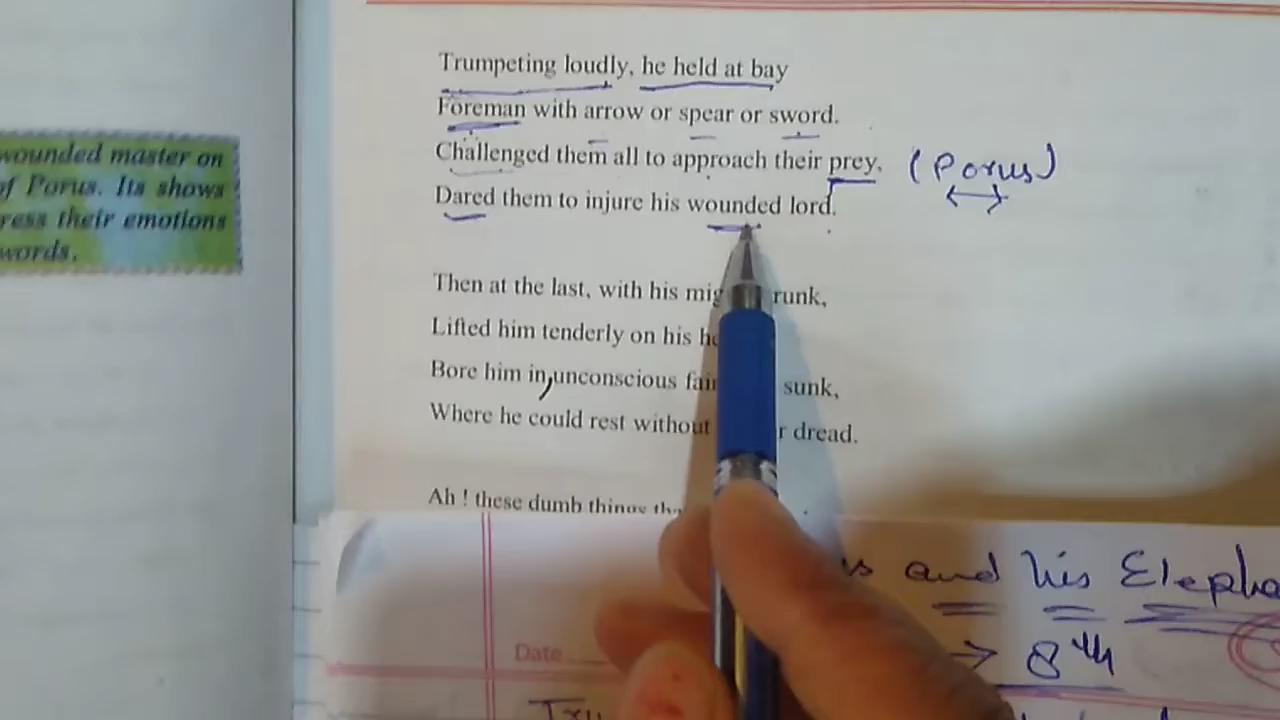 wounded master on
of Porus. Its shows
ress their emotions
words.
Trumpeting loudly, he held at bay
Foreman with arrow or spear or sword.
Challenged them all to approach their prey, (Porus)
Dared them to injure his wounded lord.
Then at the last, with his runk,
Lifted him tenderly on his
Bore him in, unconscious sunk,
Where he could rest without dread.
Ah ! these dumb things
and his Elepha
Date
→ 8th